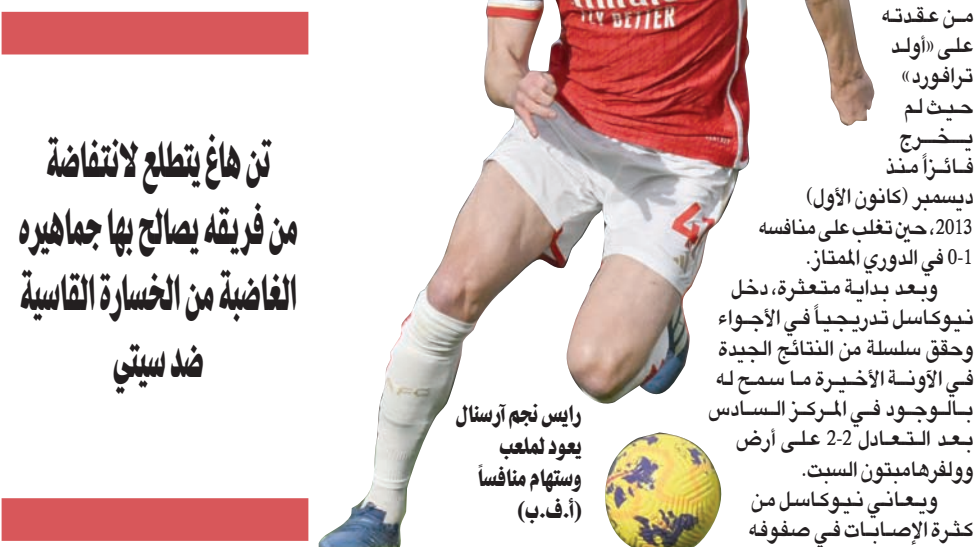 من عقدته
على «أولد
ترافورد»
حيث لم
يخرج
فائزاً منذ
ديسمبر (كانون الأول)
2013، حين تغلب على منافسه
0-1 في الدوري الممتاز.
وبعد بداية متعثرة، دخل
نيوكاسل تدريجياً في الأجواء
وحقق سلسلة من النتائج الجيدة
في الآونة الأخيرة ما سمح له
بالوجود في المركز السادس
بعد التعادل 2-2 على أرض
وولفرهامبتون السبت.
ويعاني نيوكاسل من
كثرة الإصابات في صفوفه
رايس نجم آرسنال
يعود لملعب
وستهام منافساً
(أ.ف.ب)
تن هاغ يتطلع لانتفاضة
من فريقه يصالح بها جماهيره
الغاضبة من الخسارة القاسية
ضد سيتي
FLY BETTER
4